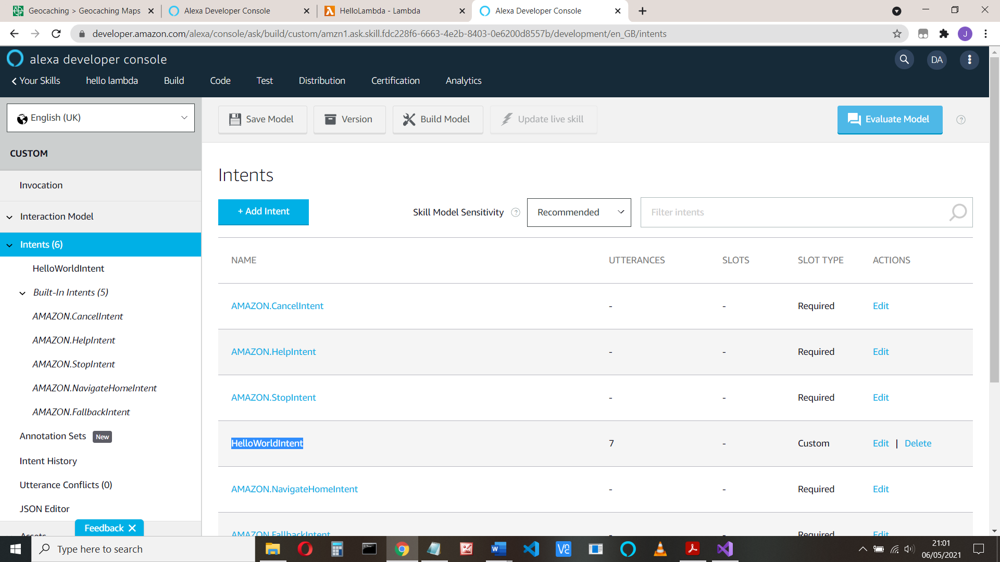 Geocaching > Geocaching Maps
Alexa Developer Console
HelloLambda - Lambda
Alexa Developer Console
developer.amazon.com/alexa/console/ask/build/custom/amzn1.ask.skill.fdc228f6-6663-4e2b-8403-0e6200d8557b/development/en_GB/intents
J
alexa developer console
DA
Your Skills hello lambda Build Code Test Distribution Certification Analytics
English (UK)
Save Model Version Build Model Update live skill Evaluate Model ?
CUSTOM
Invocation
Interaction Model
Intents (6)
HelloWorldIntent
Built-In Intents (5)
AMAZON.CancelIntent
AMAZON.HelpIntent
AMAZON.StopIntent
AMAZON.NavigateHomeIntent
AMAZON.FallbackIntent
Annotation Sets New
Intent History
Utterance Conflicts (0)
JSON Editor
Assets
Feedback
Intents
+ Add Intent Skill Model Sensitivity ? Recommended Filter intents
NAME UTTERANCES SLOTS SLOT TYPE ACTIONS
AMAZON.CancelIntent - - Required Edit
AMAZON.HelpIntent - - Required Edit
AMAZON.StopIntent - - Required Edit
HelloWorldIntent 7 - Custom Edit | Delete
AMAZON.NavigateHomeIntent - - Required Edit
AMAZON.FallbackIntent - - Required Edit
Type here to search
21:01
06/05/2021